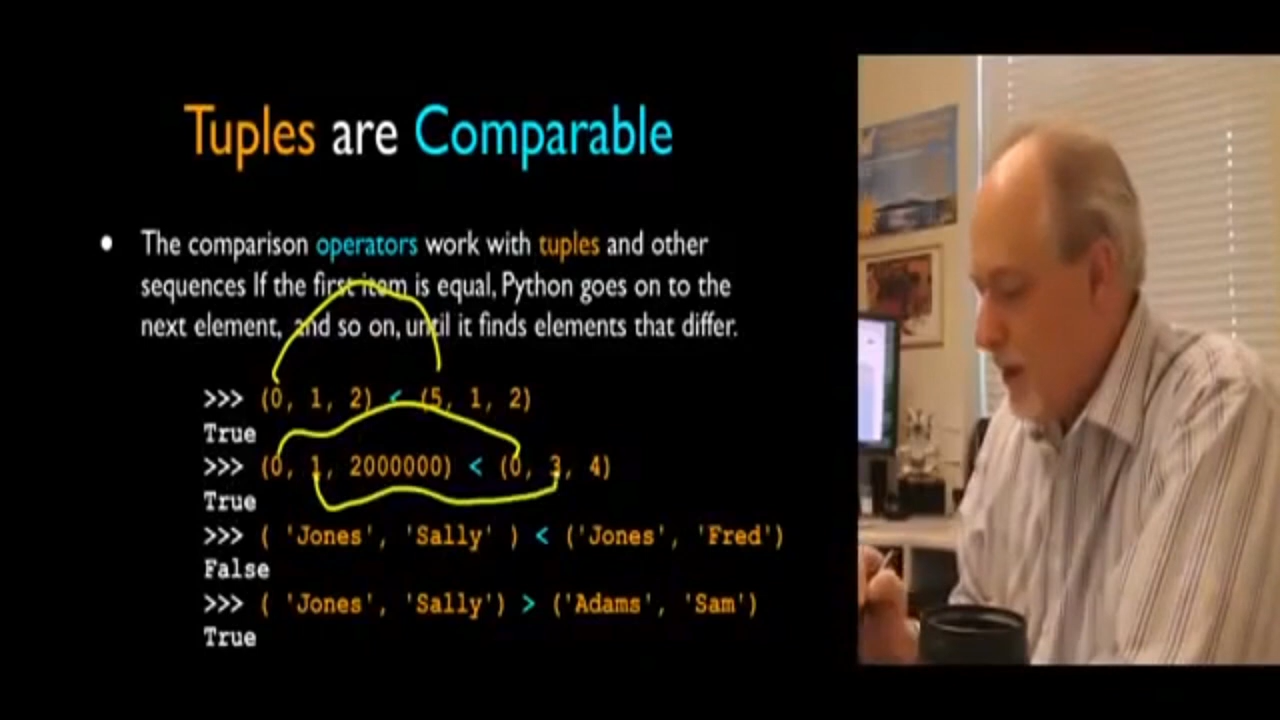 Tuples are Comparable
• The comparison operators work with tuples and other
sequences If the first item is equal, Python goes on to the
next element, and so on, until it finds elements that differ.
>>> (0, 1, 2) < (5, 1, 2)
True
>>> (0, 1, 2000000) < (0, 3, 4)
True
>>> ( 'Jones', 'Sally' ) < ('Jones', 'Fred')
False
>>> ( 'Jones', 'Sally') > ('Adams', 'Sam')
True